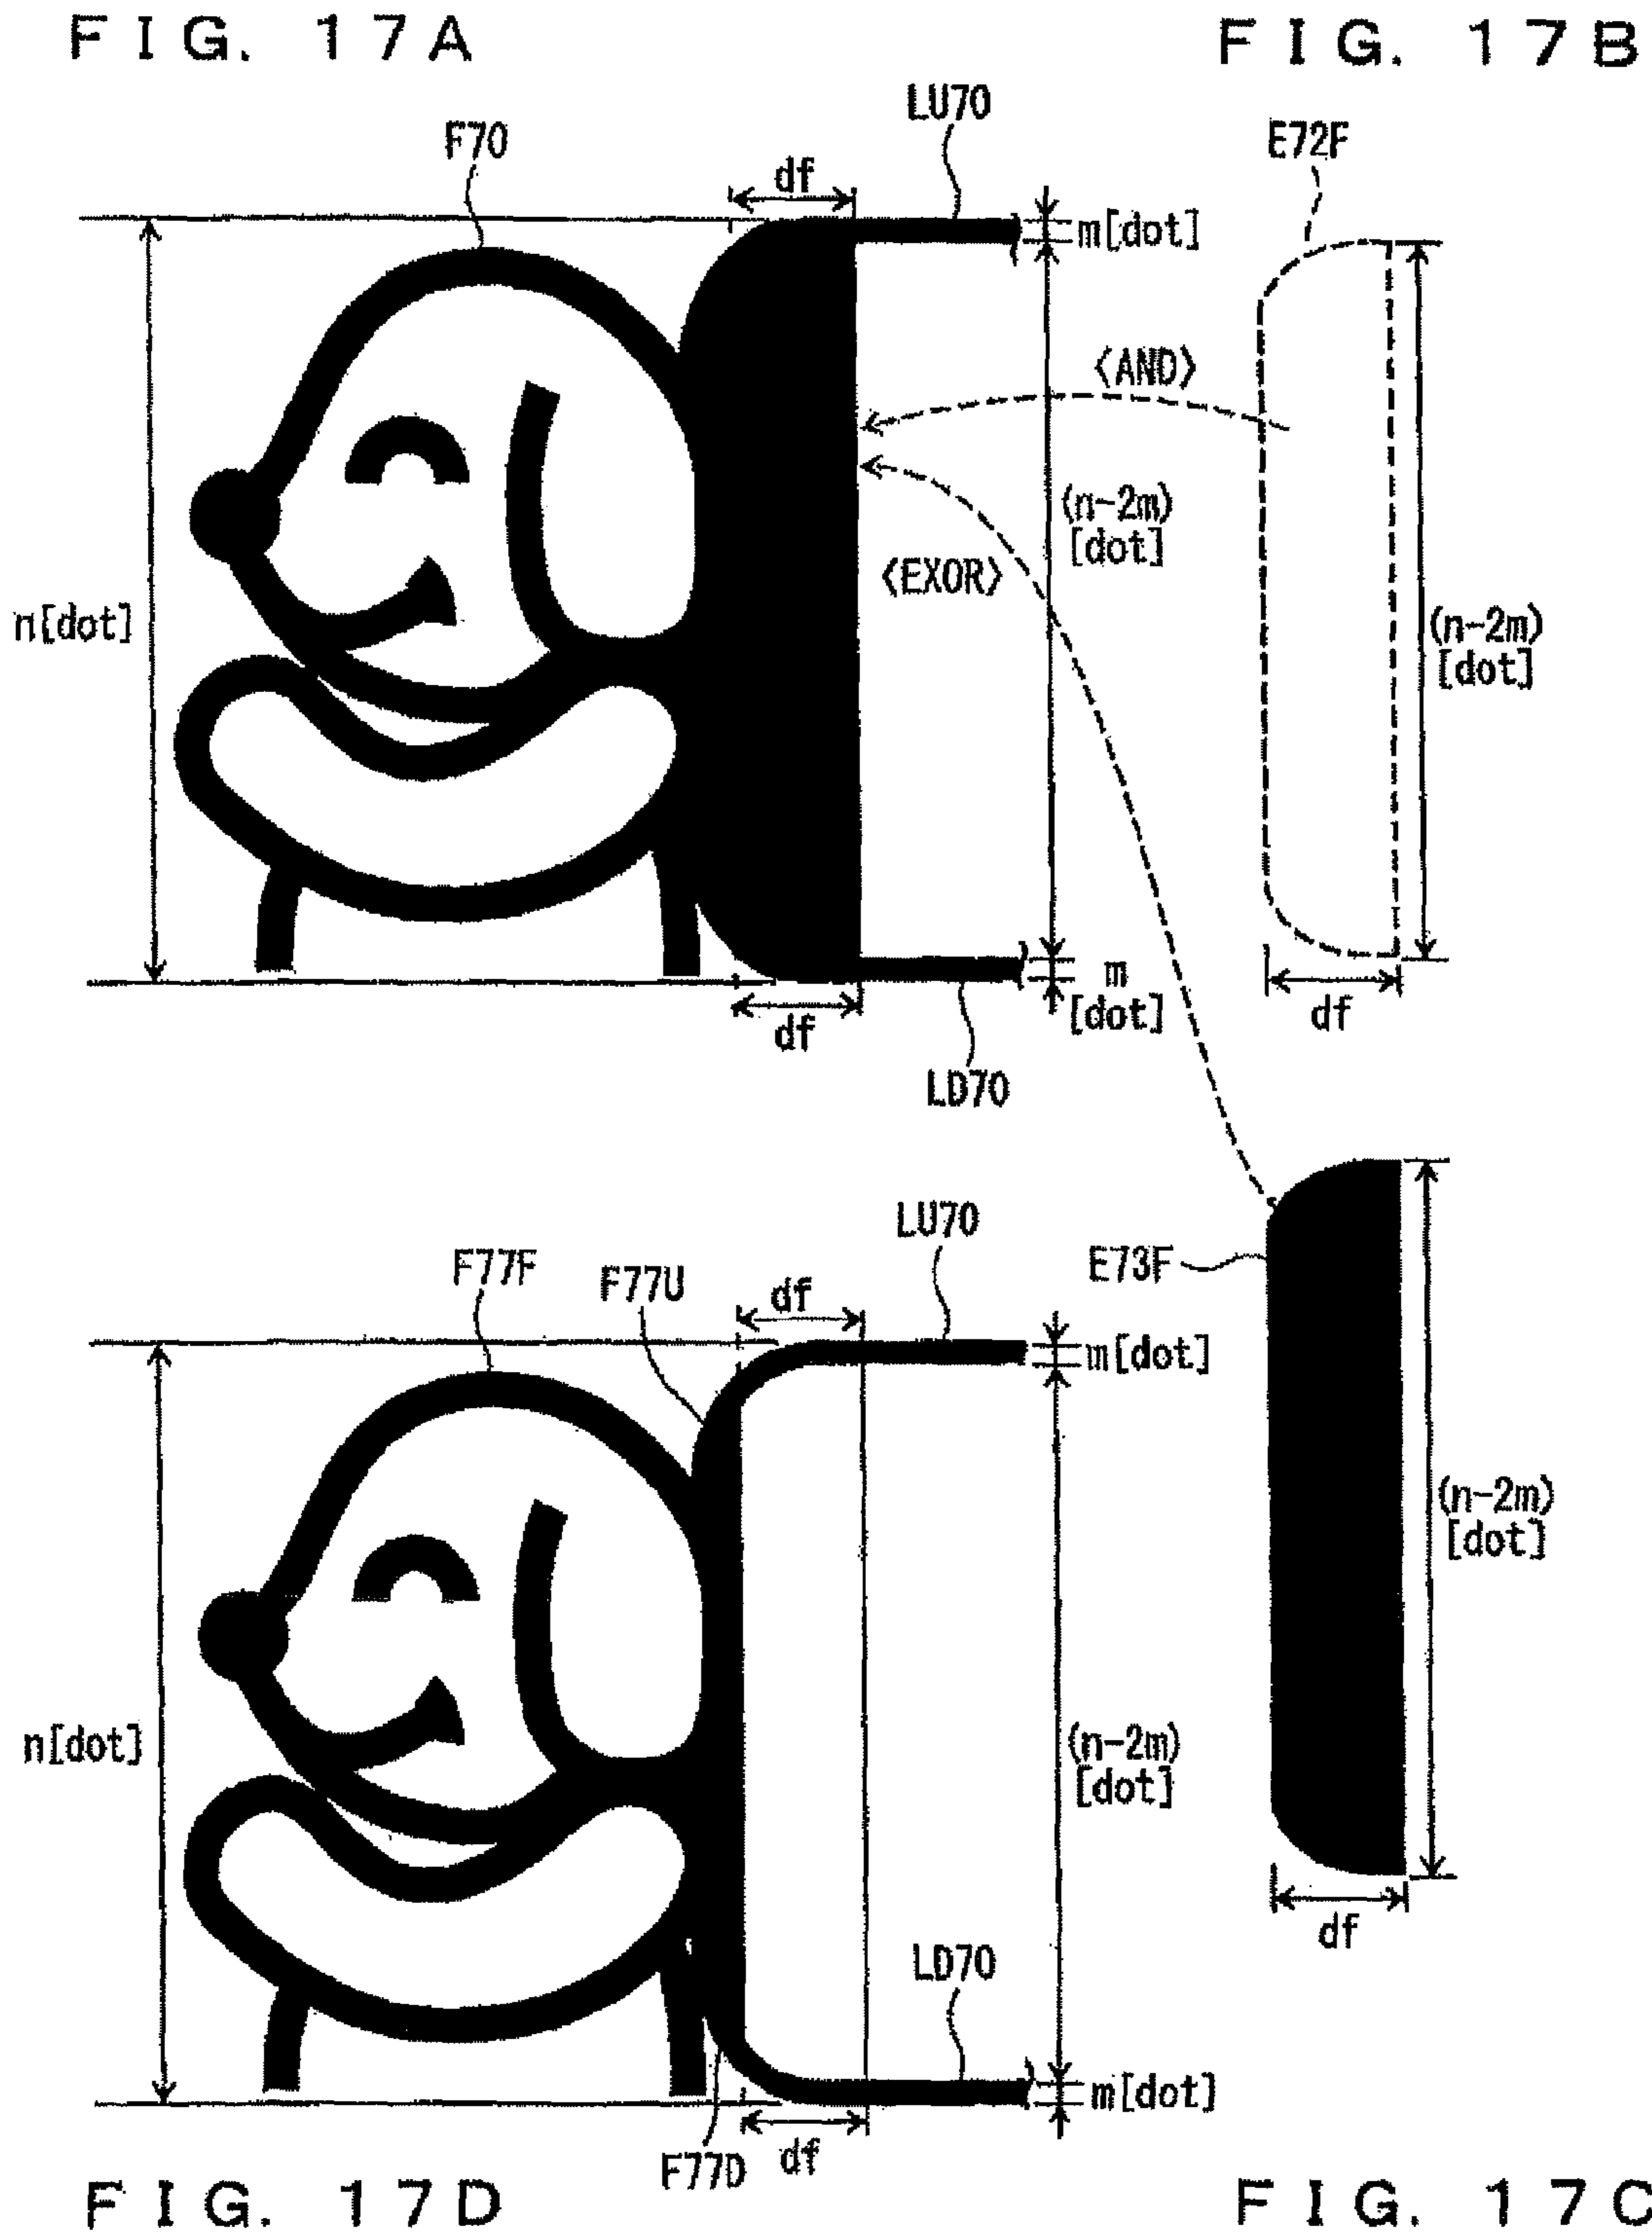 FIG. 17A
FIG. 17B
LU70
F70
E72F
df
m[dot]
<AND>
(n-2m)
[dot]
<EXOR>
n[dot]
(n-2m)
[dot]
m
[dot]
df
df
LD70
LU70
F77F
F77U
df
E73F
m[dot]
(n-2m)
[dot]
n[dot]
(n-2m)
[dot]
df
LD70
m[dot]
df
F77D
FIG. 17D
FIG. 17C